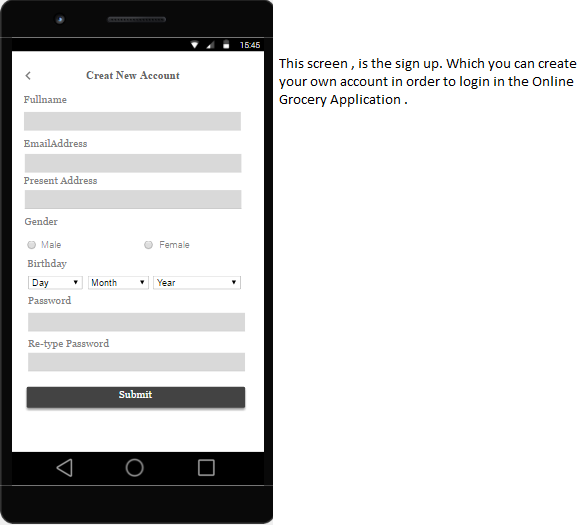 15:45
Creat New Account
Fullname
EmailAddress
Present Address
Gender
Male Female
Birthday
Day Month Year
Password
Re-type Password
Submit
This screen , is the sign up. Which you can create
your own account in order to login in the Online
Grocery Application .